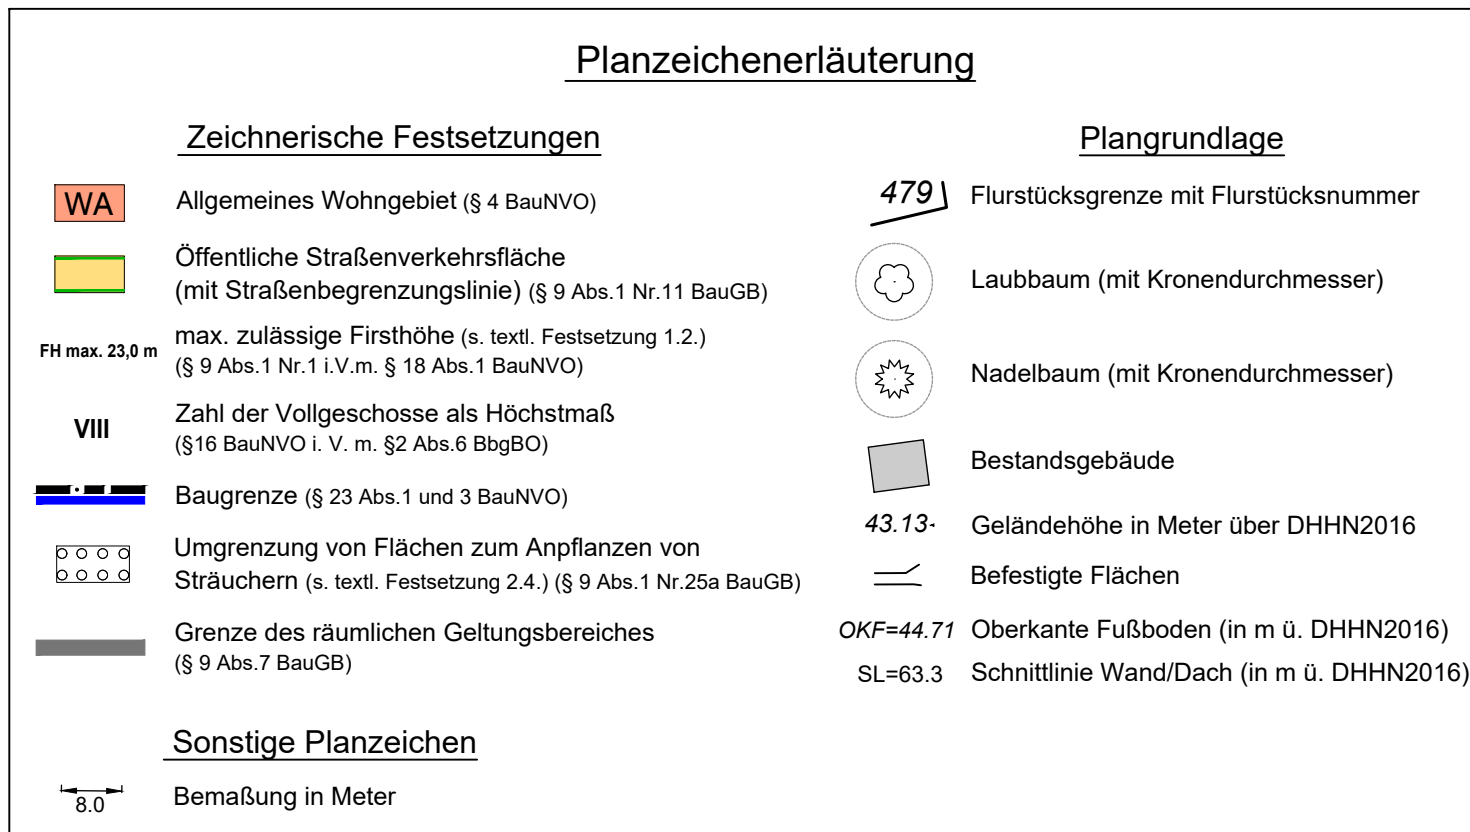 Planzeichenerläuterung
Zeichnerische Festsetzungen
WA
Allgemeines Wohngebiet (§ 4 BauNVO)
Öffentliche Straßenverkehrsfläche
(mit Straßenbegrenzungslinie) (§ 9 Abs.1 Nr.11 BauGB)
FH max. 23,0 m
max. zulässige Firsthöhe (s. textl. Festsetzung 1.2.)
(§ 9 Abs.1 Nr.1 i.V.m. § 18 Abs.1 BauNVO)
VIII
Zahl der Vollgeschosse als Höchstmaß
(§16 BauNVO i. V. m. §2 Abs.6 BbgBO)
Baugrenze (§ 23 Abs.1 und 3 BauNVO)
Umgrenzung von Flächen zum Anpflanzen von
Sträuchern (s. textl. Festsetzung 2.4.) (§ 9 Abs.1 Nr.25a BauGB)
Grenze des räumlichen Geltungsbereiches
(§ 9 Abs.7 BauGB)
Sonstige Planzeichen
8.0
Bemaßung in Meter
Plangrundlage
479
Flurstücksgrenze mit Flurstücksnummer
Laubbaum (mit Kronendurchmesser)
Nadelbaum (mit Kronendurchmesser)
Bestandsgebäude
43.13
Geländehöhe in Meter über DHHN2016
Befestigte Flächen
OKF=44.71
Oberkante Fußboden (in m ü. DHHN2016)
SL=63.3
Schnittlinie Wand/Dach (in m ü. DHHN2016)